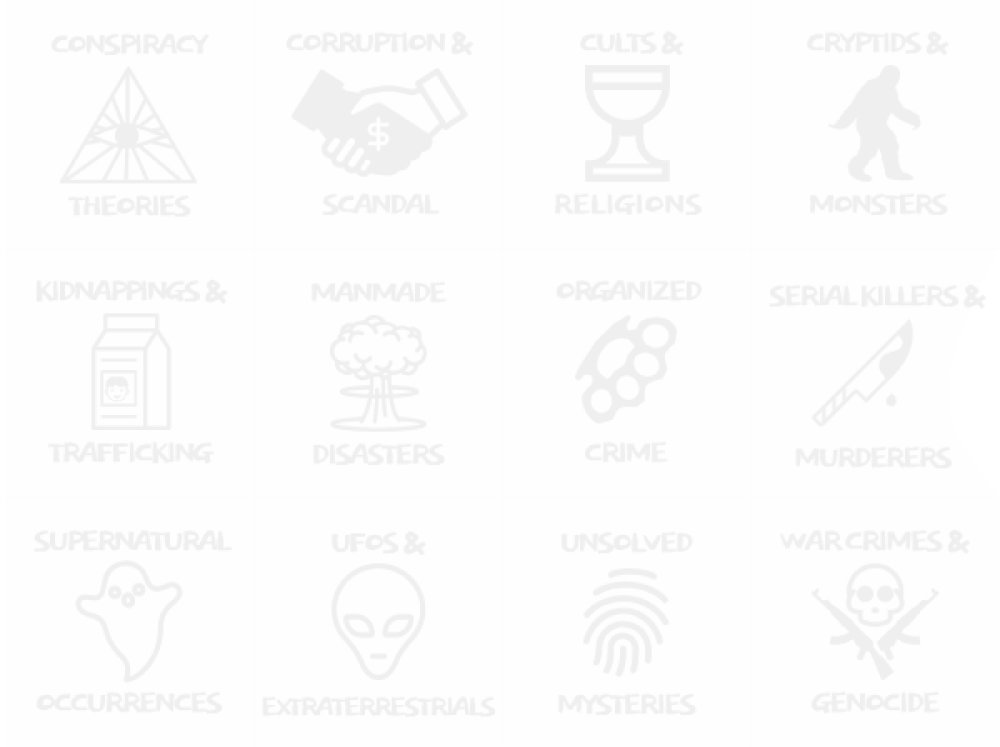 CONSPIRACY
THEORIES
CORRUPTION &
$
SCANDAL
CULTS &
RELIGIONS
CRYPTIDS &
MONSTERS
KIDNAPPINGS &
TRAFFICKING
MANMADE
DISASTERS
ORGANIZED
CRIME
SERIAL KILLERS &
MURDERERS
SUPERNATURAL
OCCURRENCES
UFOS &
EXTRATERRESTRIALS
UNSOLVED
MYSTERIES
WAR CRIMES &
GENOCIDE